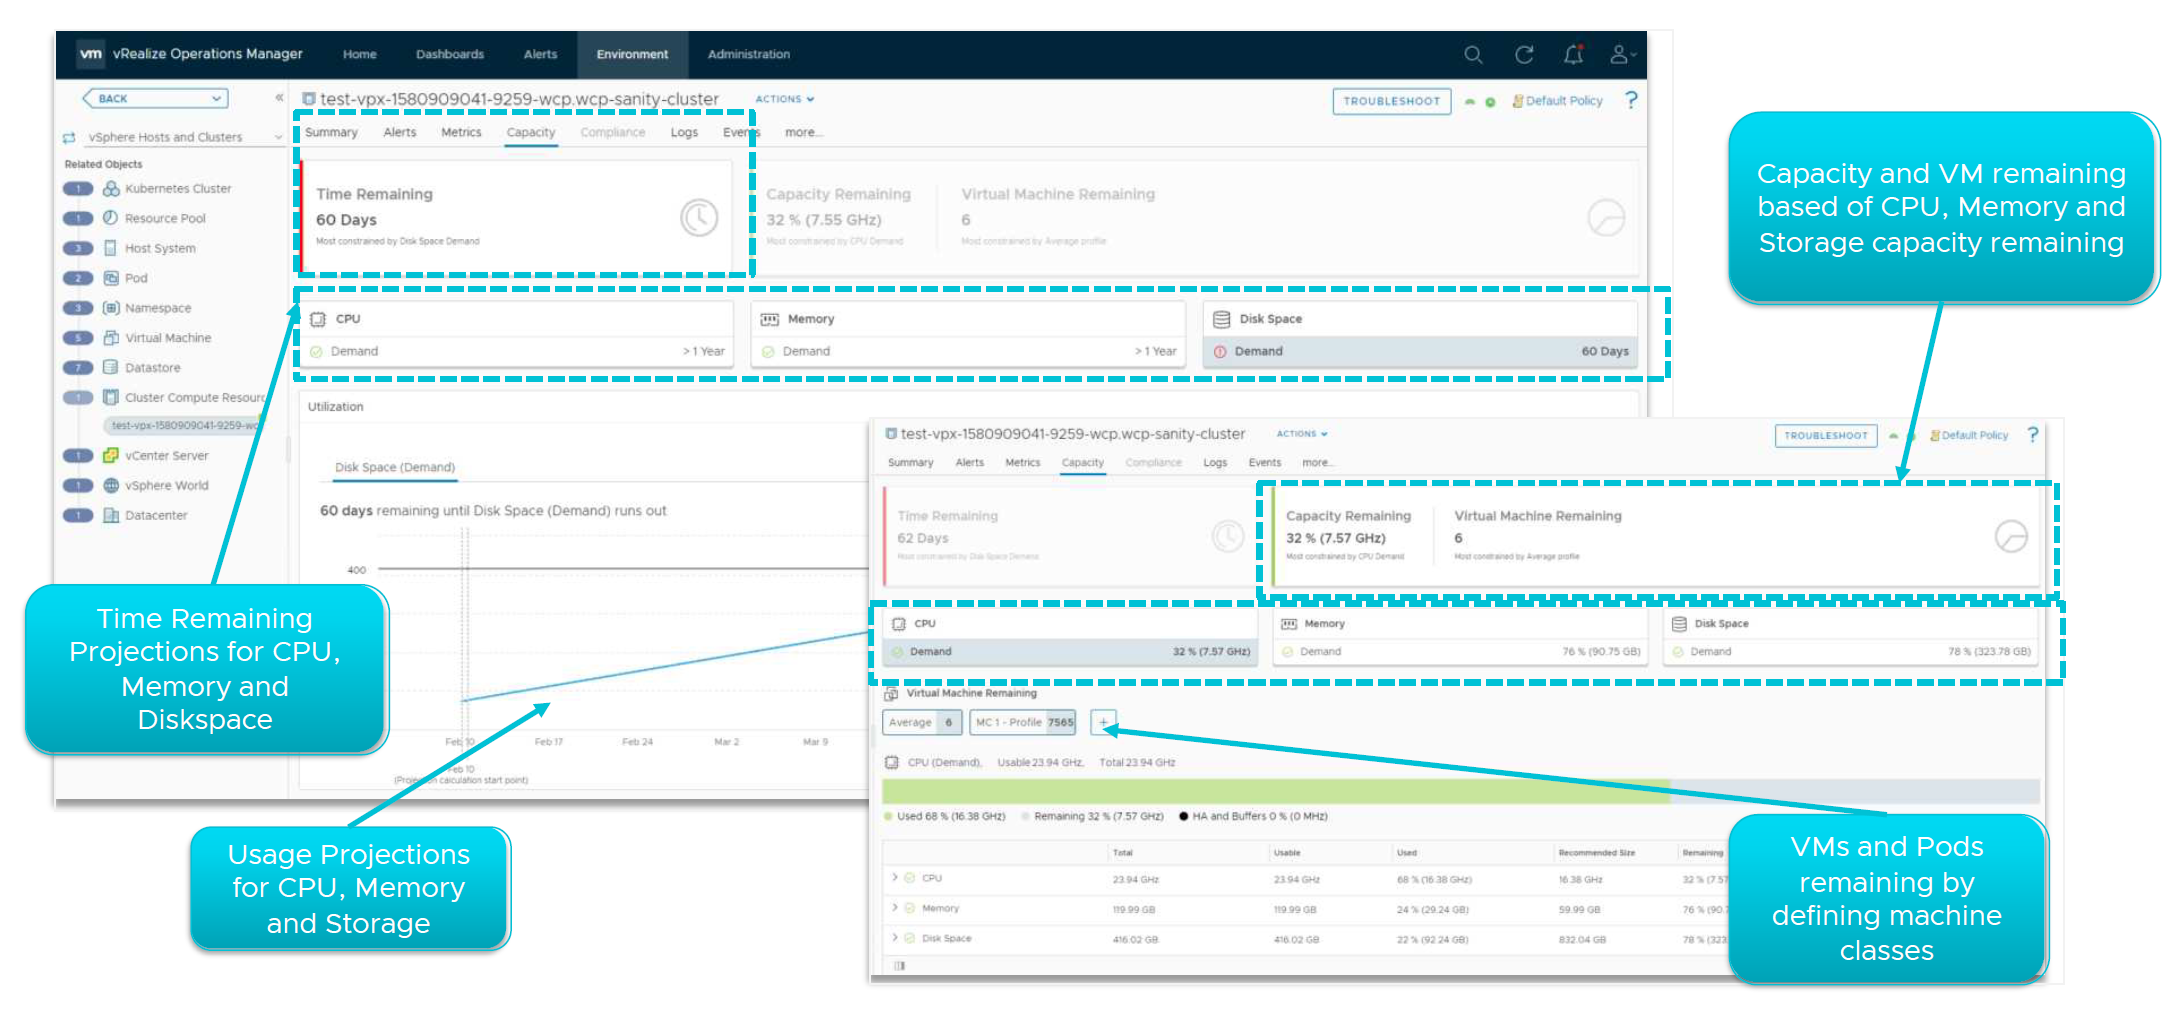 vm vRealize Operations Manager Home Dashboards Alerts Environment Administration
BACK
test-vpx-1580909041-9259-wcp.wcp-sanity-cluster ACTIONS
TROUBLESHOOT Default Policy ?
vSphere Hosts and Clusters
Summary Alerts Metrics Capacity Compliance Logs Events more...
Related Objects
1 Kubernetes Cluster
1 Resource Pool
3 Host System
2 Pod
3 Namespace
5 Virtual Machine
7 Datastore
1 Cluster Compute Resourc
test-vpx-1580909041-9259-wc
1 vCenter Server
1 vSphere World
1 Datacenter
Time Remaining
60 Days
Most constrained by Disk Space Demand
Capacity Remaining
32 % (7.55 GHz)
Most constrained by CPU Demand
Virtual Machine Remaining
6
Most constrained by Average profile
CPU
Demand > 1 Year
Memory
Demand > 1 Year
Disk Space
Demand 60 Days
Utilization
Disk Space (Demand)
60 days remaining until Disk Space (Demand) runs out
400
Feb 10 Feb 17 Feb 24 Mar 2 Mar 9
Feb 10
(Projection calculation start point)
Capacity and VM remaining
based of CPU, Memory and
Storage capacity remaining
Time Remaining
Projections for CPU,
Memory and
Diskspace
Usage Projections
for CPU, Memory
and Storage
test-vpx-1580909041-9259-wcp.wcp-sanity-cluster ACTIONS
TROUBLESHOOT Default Policy ?
Summary Alerts Metrics Capacity Compliance Logs Events more...
Time Remaining
62 Days
Most constrained by Disk Space Demand
Capacity Remaining
32 % (7.57 GHz)
Most constrained by CPU Demand
Virtual Machine Remaining
6
Most constrained by Average profile
CPU
Demand 32 % (7.57 GHz)
Memory
Demand 76 % (90.75 GB)
Disk Space
Demand 78 % (323.78 GB)
Virtual Machine Remaining
Average 6 MC 1 - Profile 7565 +
CPU (Demand), Usable 23.94 GHz, Total 23.94 GHz
Used 68 % (16.38 GHz) Remaining 32 % (7.57 GHz) HA and Buffers 0 % (0 MHz)
Total Usable Used Recommended Size Remaining
CPU 23.94 GHz 23.94 GHz 68 % (16.38 GHz) 16.38 GHz 32 % (7.57
Memory 119.99 GB 119.99 GB 24 % (29.24 GB) 59.99 GB 76 % (90.7
Disk Space 416.02 GB 416.02 GB 22 % (92.24 GB) 832.04 GB 78 % (323
VMs and Pods
remaining by
defining machine
classes